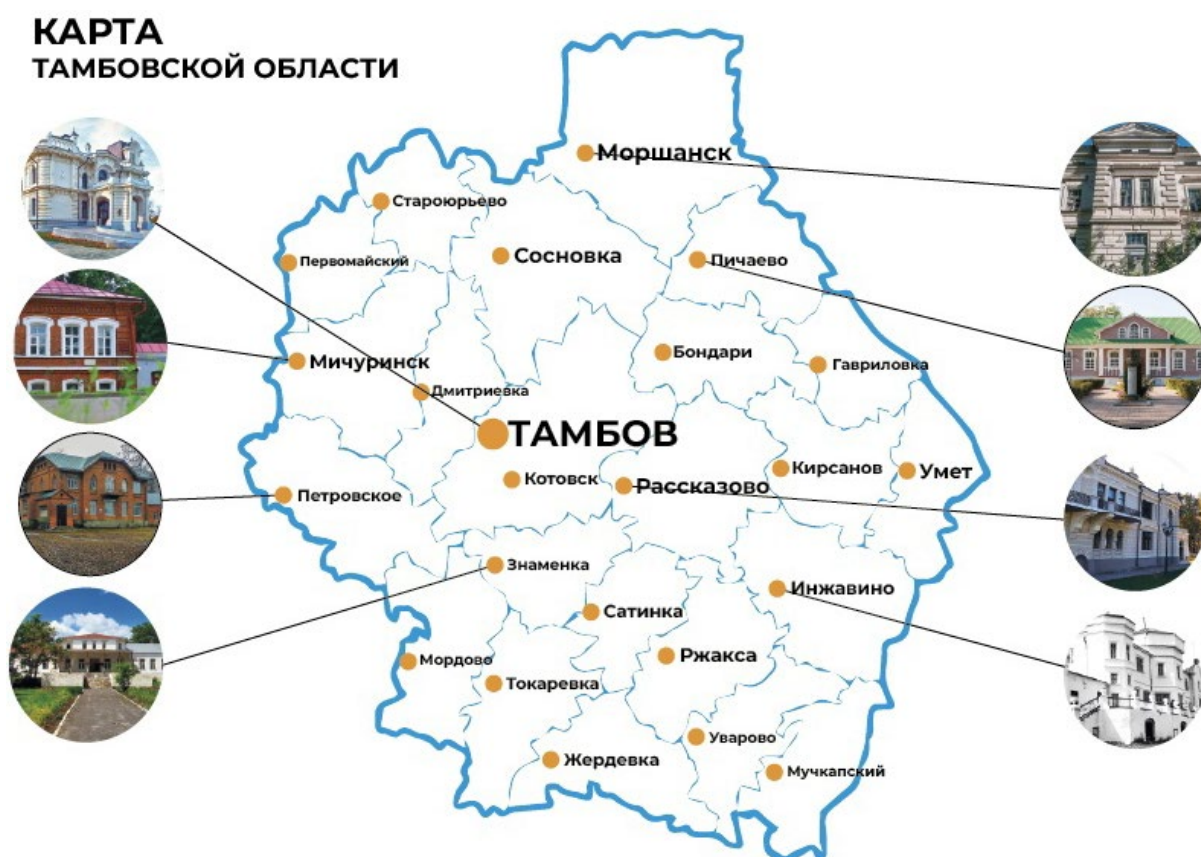 КАРТА
ТАМБОВСКОЙ ОБЛАСТИ
Моршанск
Староюрьево
Сосновка
Пичаево
Первомайский
Бондари
Мичуринск
Гавриловка
Дмитриевка
ТАМБОВ
Кирсанов
Умет
Котовск
Рассказово
Петровское
Знаменка
Инжавино
Сатинка
Ржакса
Мордово
Токаревка
Уварово
Жердевка
Мучкапский